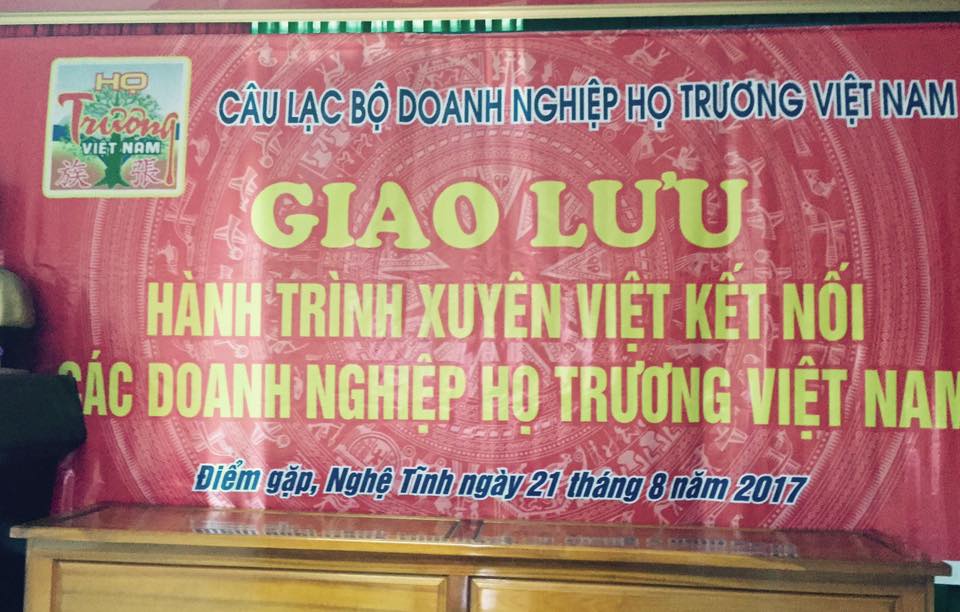 HỌ
Trương
VIỆT NAM
族 張
CÂU LẠC BỘ DOANH NGHIỆP HỌ TRƯƠNG VIỆT NAM
GIAO LƯU
HÀNH TRÌNH XUYÊN VIỆT KẾT NỐI
CÁC DOANH NGHIỆP HỌ TRƯƠNG VIỆT NAM
Điểm gặp, Nghệ Tĩnh ngày 21 tháng 8 năm 2017